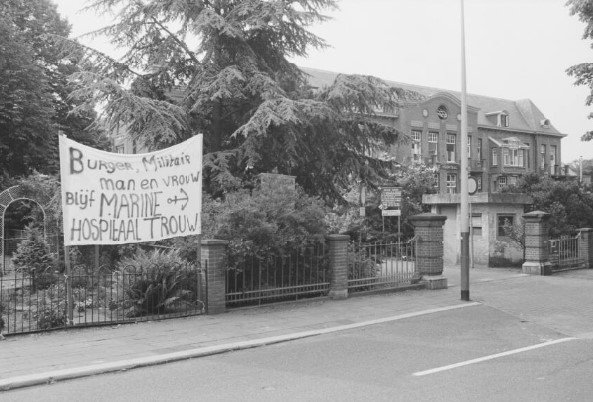 Burger, Militair
man en vrouw
Blijf MARINE
HOSPITAAL TROUW